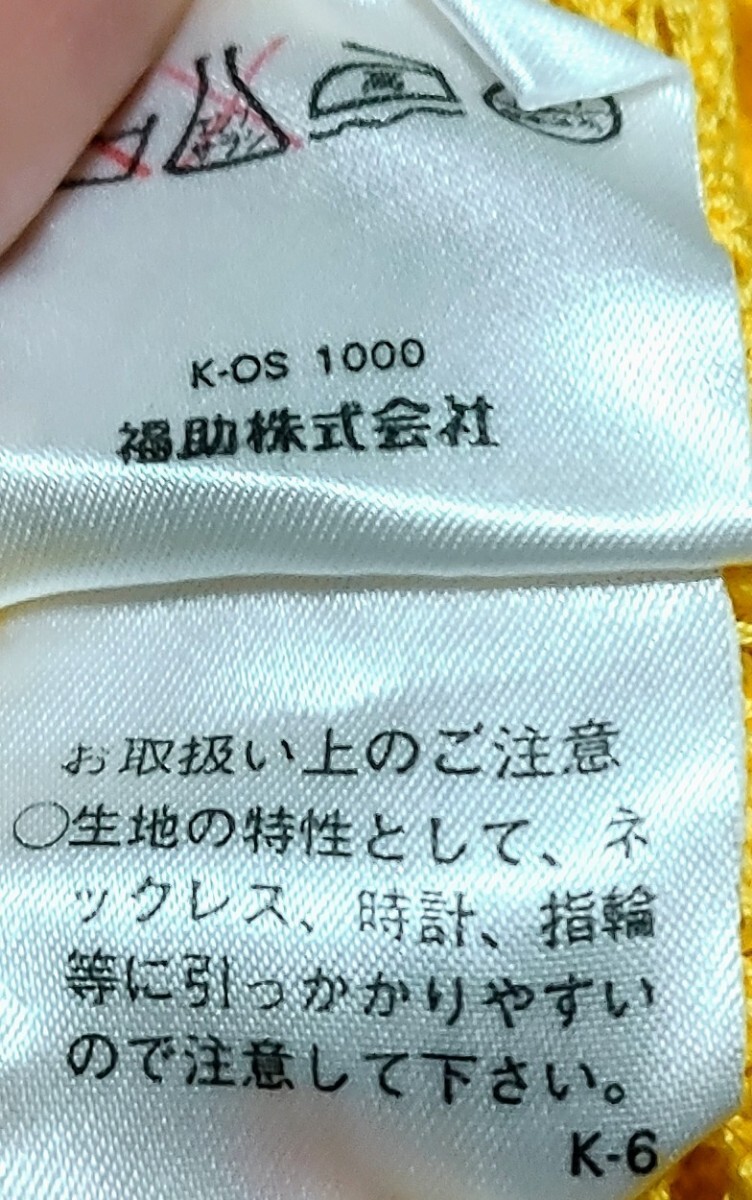 中
K-OS 1000
福助株式会社
お取扱い上のご注意
○生地の特性として、ネ
ックレス、時計、指輪
等に引っかかりやすい
ので注意して下さい。
K-6